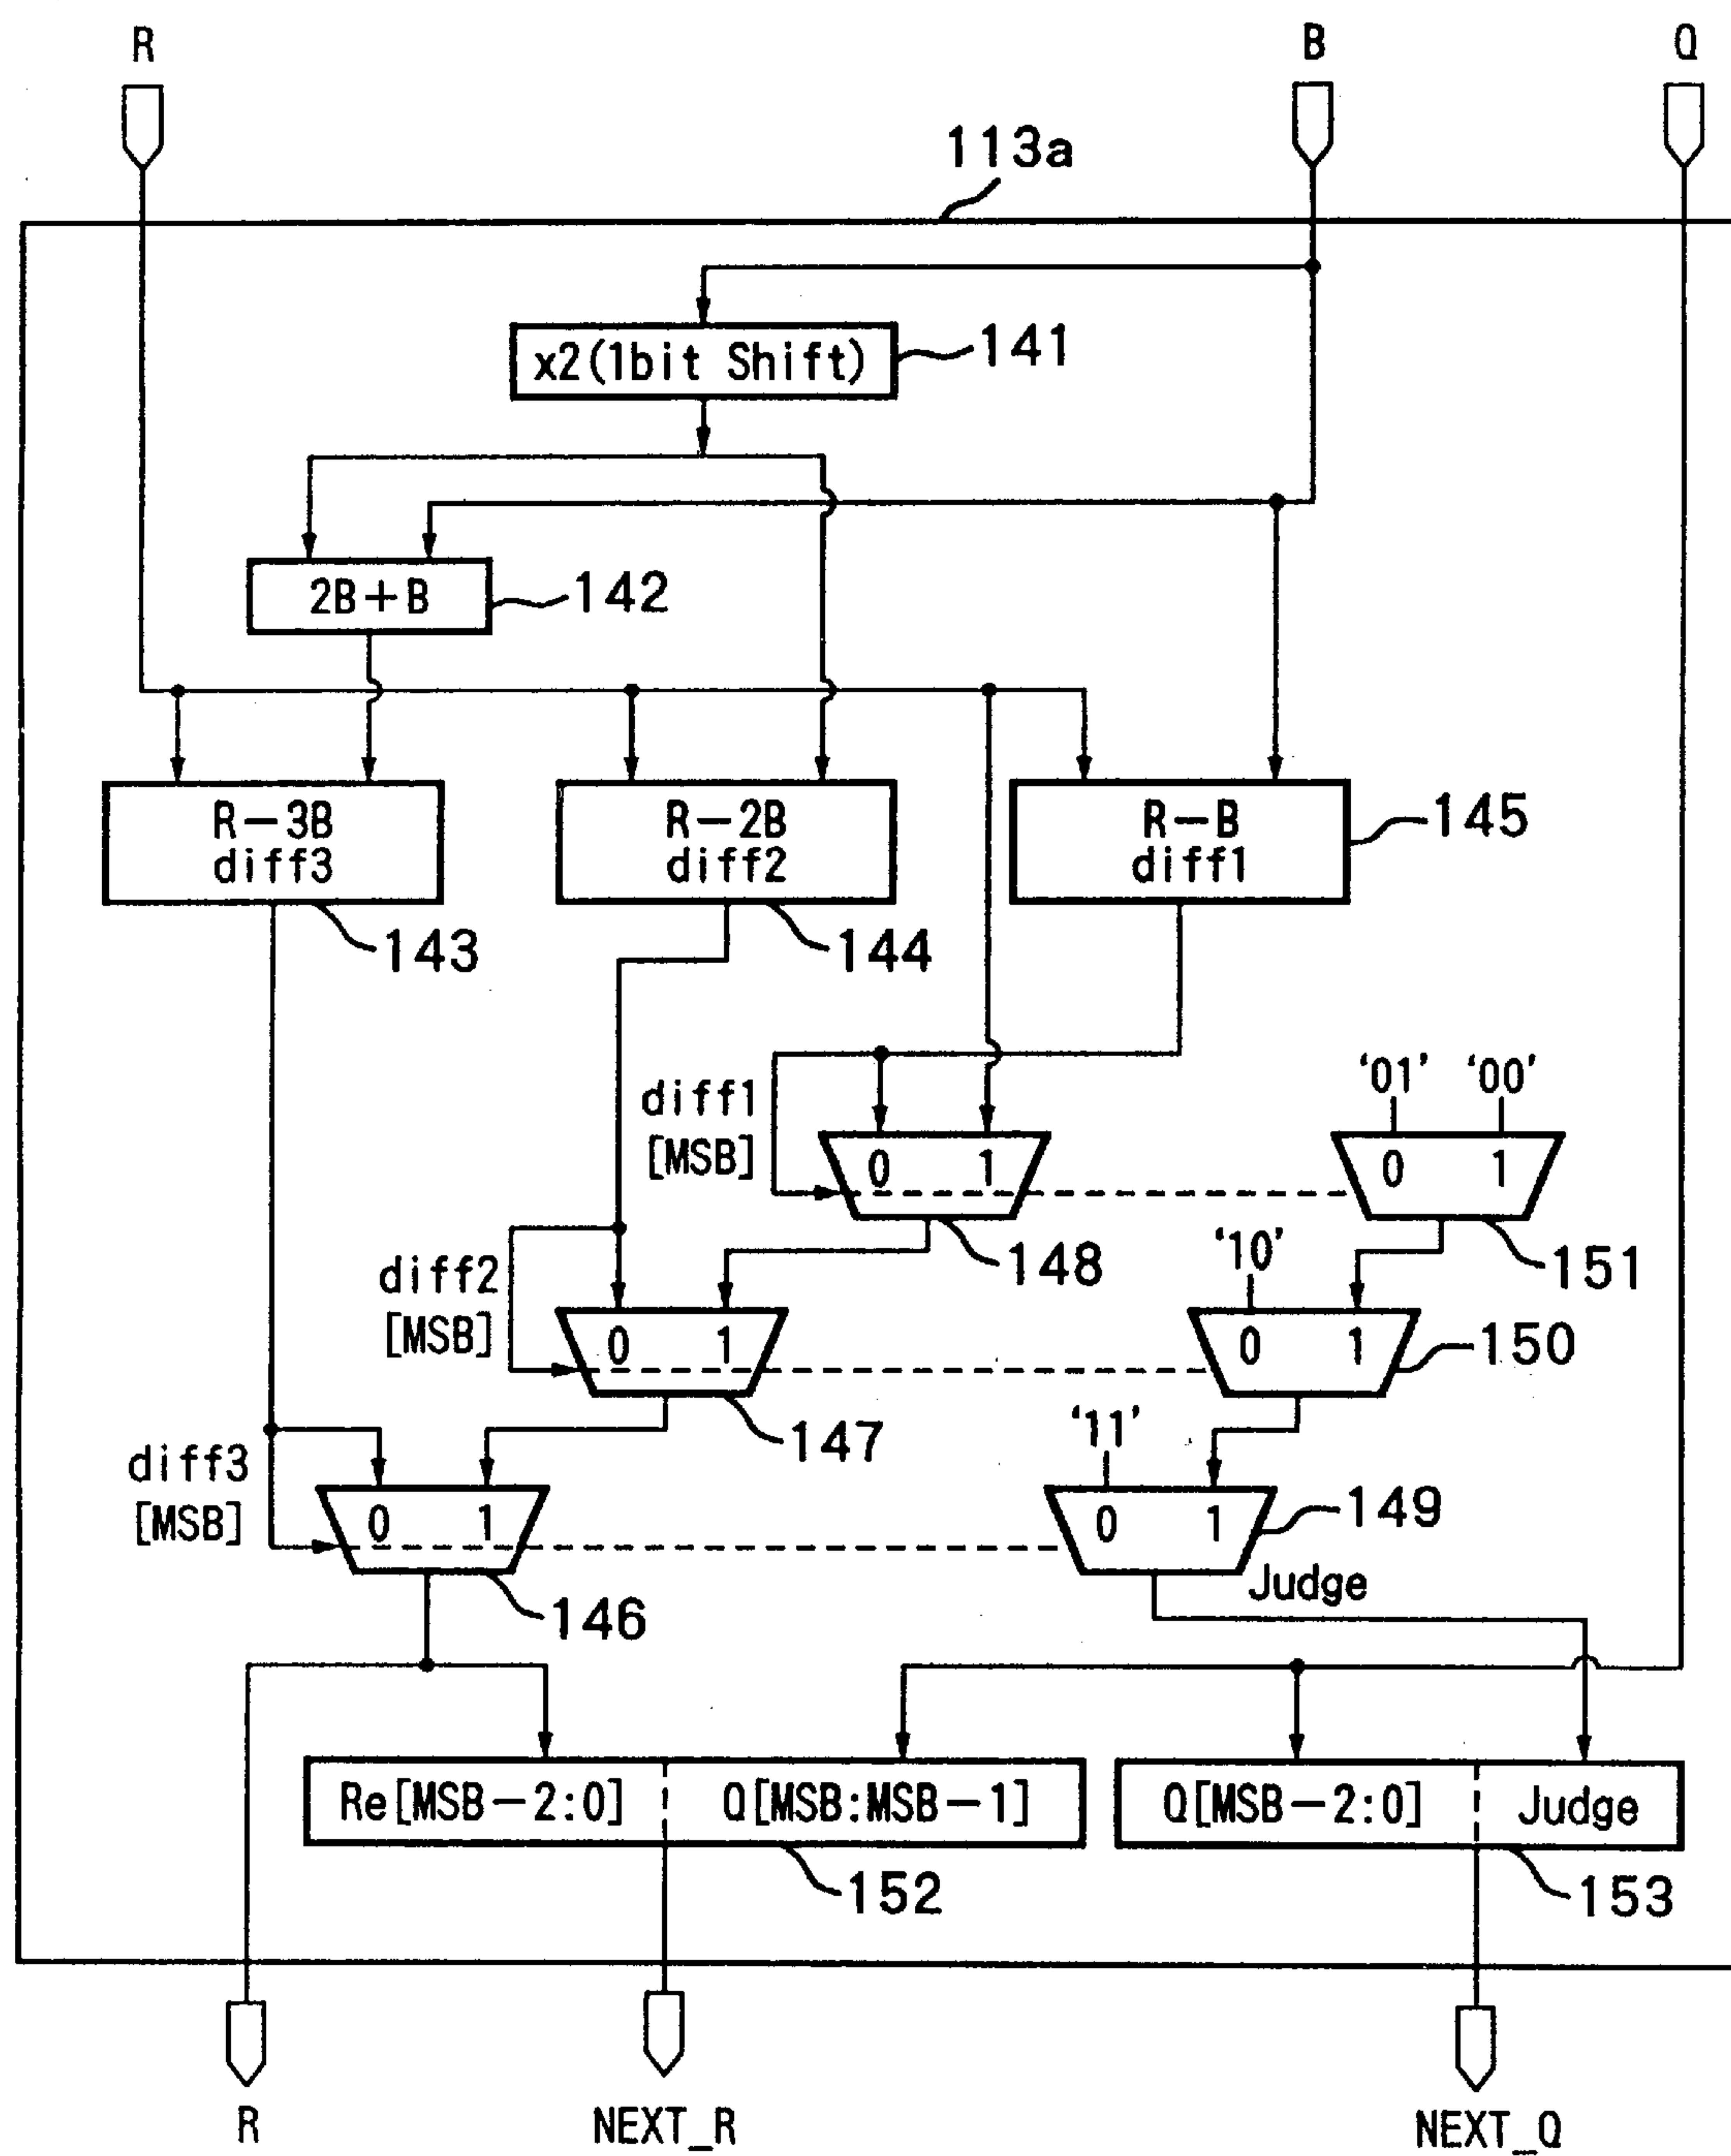 R
B
Q
113a
x2(1bit Shift)
141
2B+B
142
R-3B
diff3
R-2B
diff2
R-B
diff1
145
143
144
diff1
[MSB]
'01' '00'
0 1
0 1
148
151
diff2
[MSB]
'10'
0 1
0 1
150
147
diff3
[MSB]
'11'
0 1
0 1
149
Judge
146
Re[MSB-2:0] Q[MSB:MSB-1]
Q[MSB-2:0] Judge
152
153
R
NEXT_R
NEXT_Q